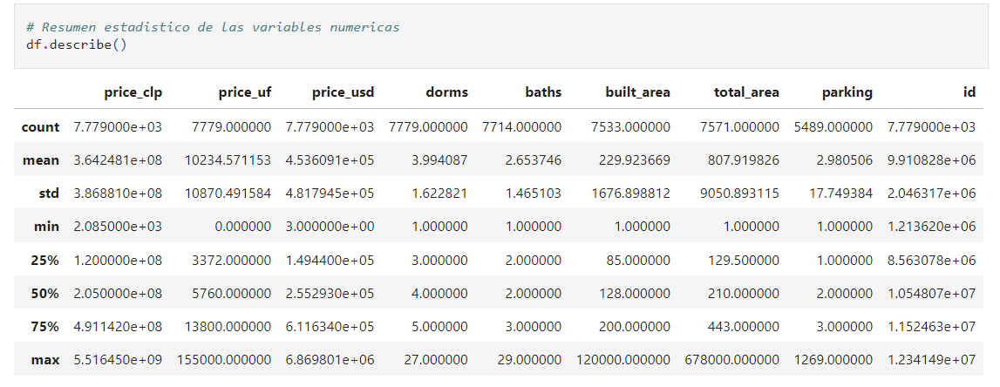 # Resumen estadistico de las variables numericas
df.describe()
price_clp price_uf price_usd dorms baths built_area total_area parking id
count 7.779000e+03 7779.000000 7.779000e+03 7779.000000 7714.000000 7533.000000 7571.000000 5489.000000 7.779000e+03
mean 3.642481e+08 10234.571153 4.536091e+05 3.994087 2.653746 229.923669 807.919826 2.980506 9.910828e+06
std 3.868810e+08 10870.491584 4.817945e+05 1.622821 1.465103 1676.898812 9050.893115 17.749384 2.046317e+06
min 2.085000e+03 0.000000 3.000000e+00 1.000000 1.000000 1.000000 1.000000 1.000000 1.213620e+06
25% 1.200000e+08 3372.000000 1.494400e+05 3.000000 2.000000 85.000000 129.500000 1.000000 8.563078e+06
50% 2.050000e+08 5760.000000 2.552930e+05 4.000000 2.000000 128.000000 210.000000 2.000000 1.054807e+07
75% 4.911420e+08 13800.000000 6.116340e+05 5.000000 3.000000 200.000000 443.000000 3.000000 1.152463e+07
max 5.516450e+09 155000.000000 6.869801e+06 27.000000 29.000000 120000.000000 678000.000000 1269.000000 1.234149e+07